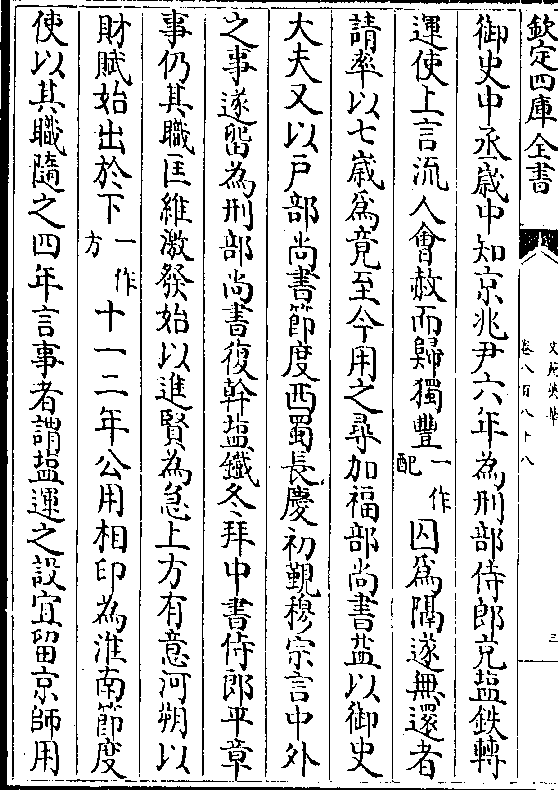 欽定四庫全書
文苑英華
卷八百八十八
三
御史中丞歲中知京兆尹六年為刑部侍郎充塩鉄轉
運使上言流人會赦而歸獨豐一作配囚為隔遂無還者
請率以七歲爲竟至今用之尋加福部尚書益以御史
大夫又以戸部尚書節度西蜀長慶初覲穆宗言中外
之事遂留為刑部尚書復幹塩鐵冬拜中書侍郎平章
事仍其職匡維激發始以進賢為急上方有意河朔以
財賦始出於下一作方十一二年公用相印為淮南節度
使以其職隨之四年言事者謂塩運之設宜留京師用